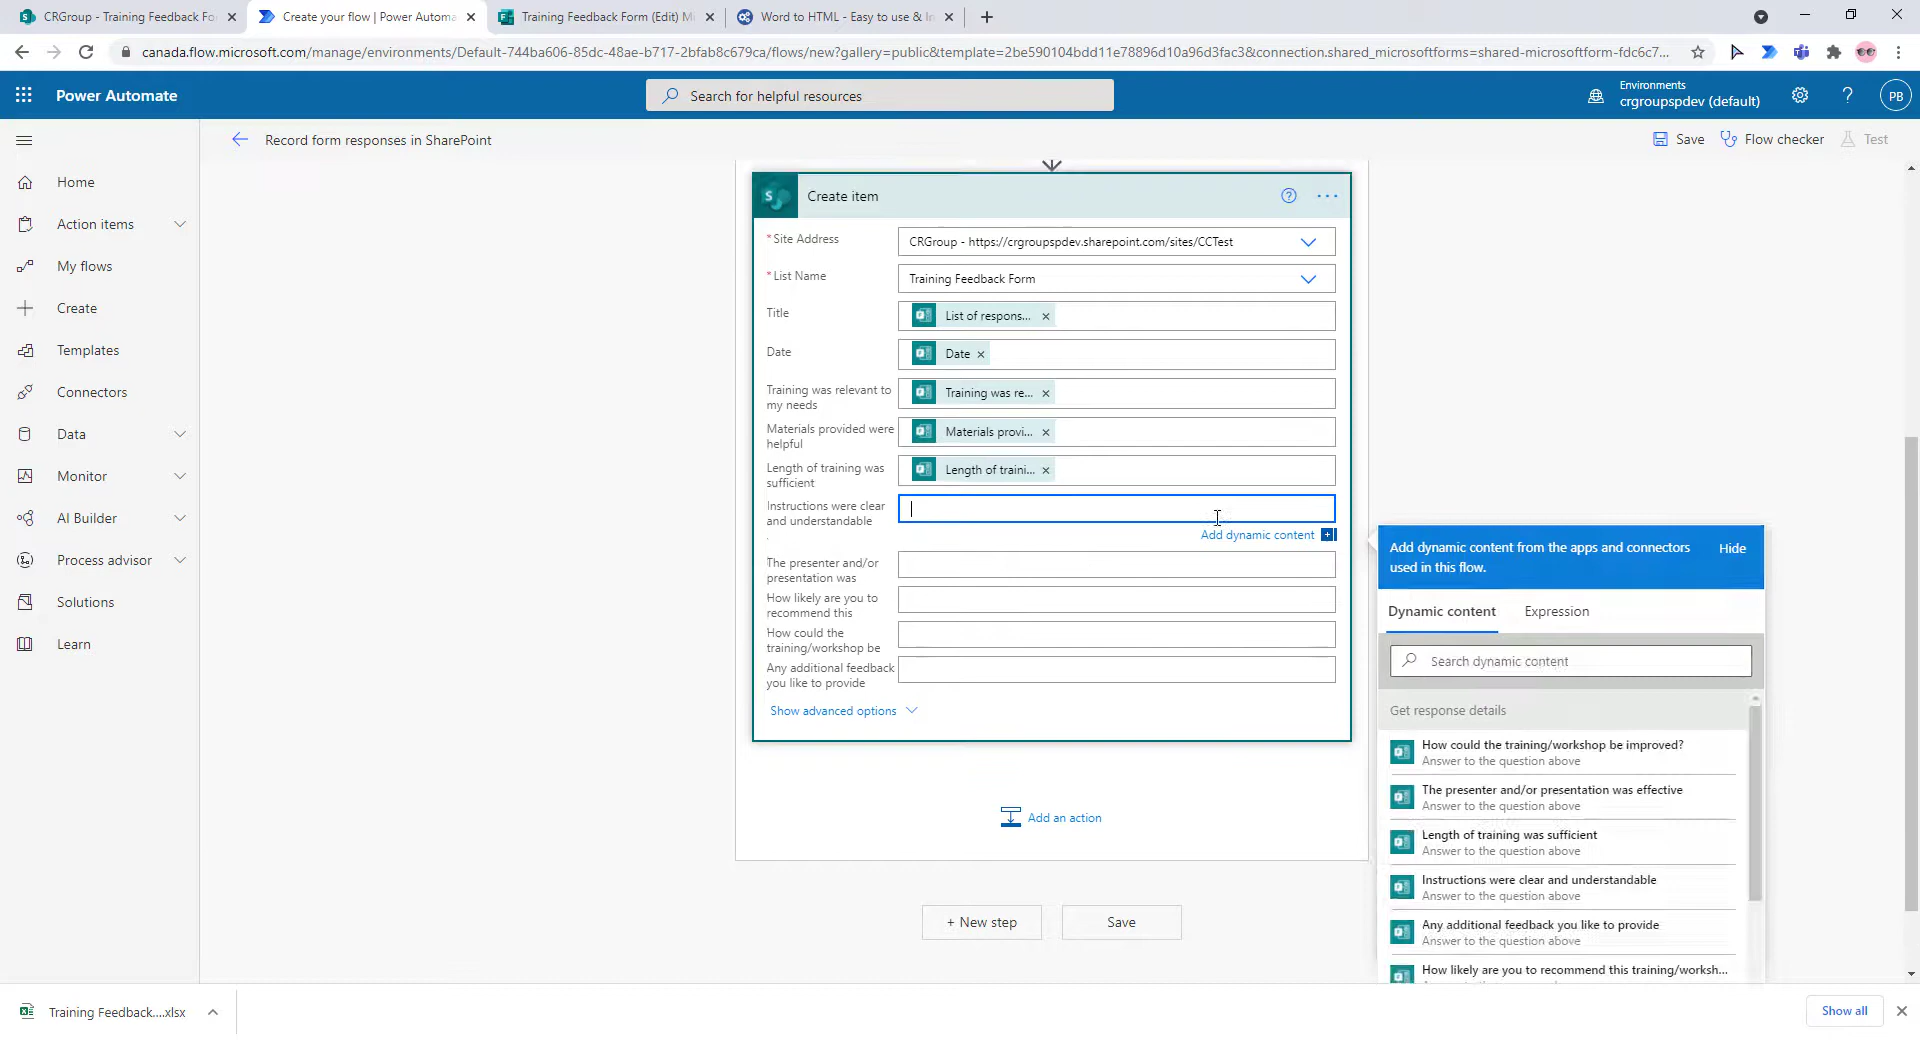 CRGroup - Training Feedback Fo
Create your flow | Power Automa
Training Feedback Form (Edit) M
Word to HTML - Easy to use & In
canada.flow.microsoft.com/manage/environments/Default-744ba606-85dc-48ae-b717-2bfab8c679ca/flows/new?gallery=public&template=2be590104bdd11e78896d10a96d3fac3&connection.shared_microsoftforms=shared-microsoftform-fdc6c7...
Power Automate
Search for helpful resources
Environments
crgroupspdev (default)
PB
Record form responses in SharePoint
Save
Flow checker
Test
Home
Action items
My flows
Create
Templates
Connectors
Data
Monitor
AI Builder
Process advisor
Solutions
Learn
Create item
* Site Address
CRGroup - https://crgroupspdev.sharepoint.com/sites/CCTest
* List Name
Training Feedback Form
Title
List of respons...
Date
Date
Training was relevant to
my needs
Training was re...
Materials provided were
helpful
Materials provi...
Length of training was
sufficient
Length of traini...
Instructions were clear
and understandable
.
Add dynamic content
The presenter and/or
presentation was
How likely are you to
recommend this
How could the
training/workshop be
Any additional feedback
you like to provide
Show advanced options
Add an action
+ New step
Save
Add dynamic content from the apps and connectors
used in this flow.
Hide
Dynamic content
Expression
Search dynamic content
Get response details
How could the training/workshop be improved?
Answer to the question above
The presenter and/or presentation was effective
Answer to the question above
Length of training was sufficient
Answer to the question above
Instructions were clear and understandable
Answer to the question above
Any additional feedback you like to provide
Answer to the question above
How likely are you to recommend this training/worksh...
Training Feedback....xlsx
Show all